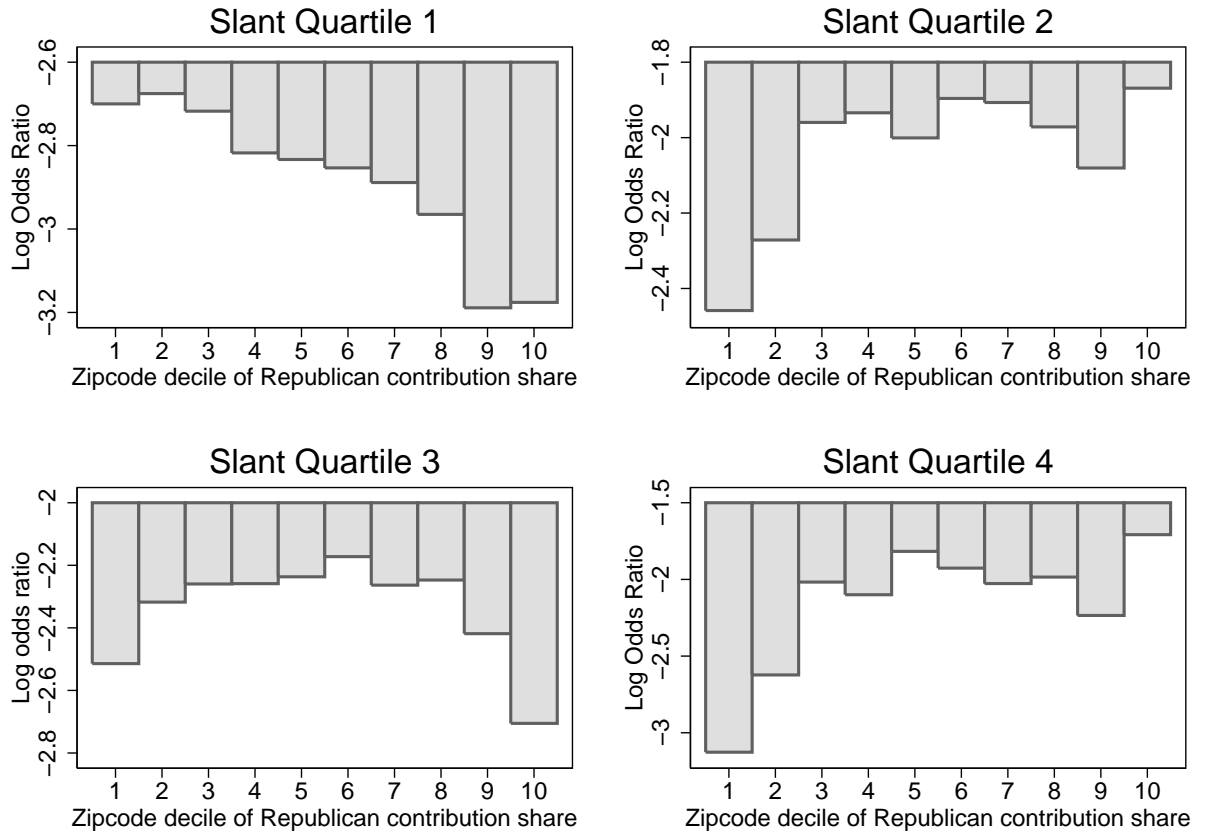 Slant Quartile 1
Log Odds Ratio
−2.6
−2.8
−3
−3.2
1 2 3 4 5 6 7 8 9 10
Zipcode decile of Republican contribution share
Slant Quartile 2
Log Odds Ratio
−1.8
−2
−2.2
−2.4
1 2 3 4 5 6 7 8 9 10
Zipcode decile of Republican contribution share
Slant Quartile 3
Log odds ratio
−2
−2.2
−2.4
−2.6
−2.8
1 2 3 4 5 6 7 8 9 10
Zipcode decile of Republican contribution share
Slant Quartile 4
Log Odds Ratio
−1.5
−2
−2.5
−3
1 2 3 4 5 6 7 8 9 10
Zipcode decile of Republican contribution share